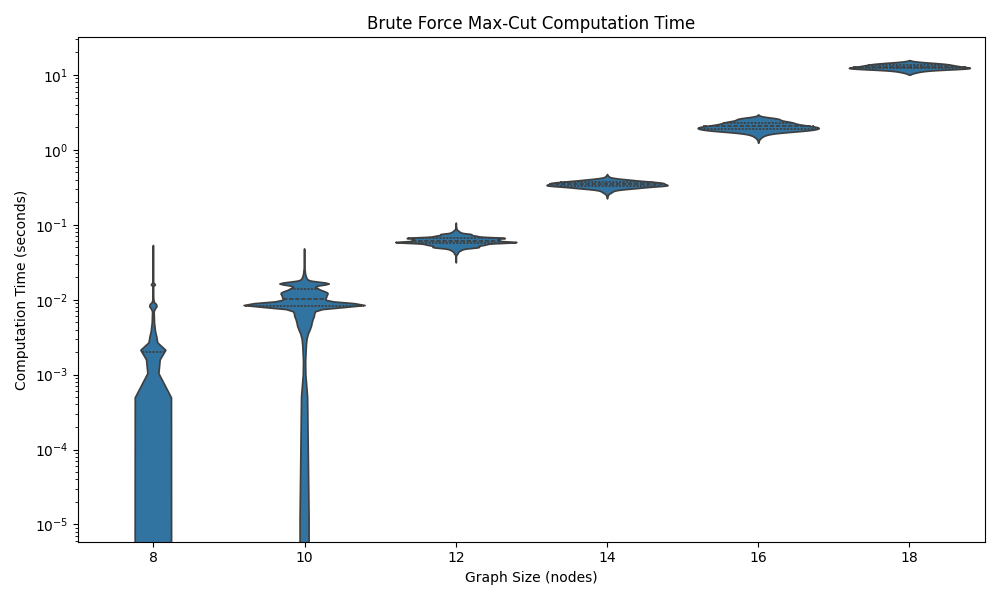 Brute Force Max-Cut Computation Time
Computation Time (seconds)
10¹
10⁰
10⁻¹
10⁻²
10⁻³
10⁻⁴
10⁻⁵
8 10 12 14 16 18
Graph Size (nodes)